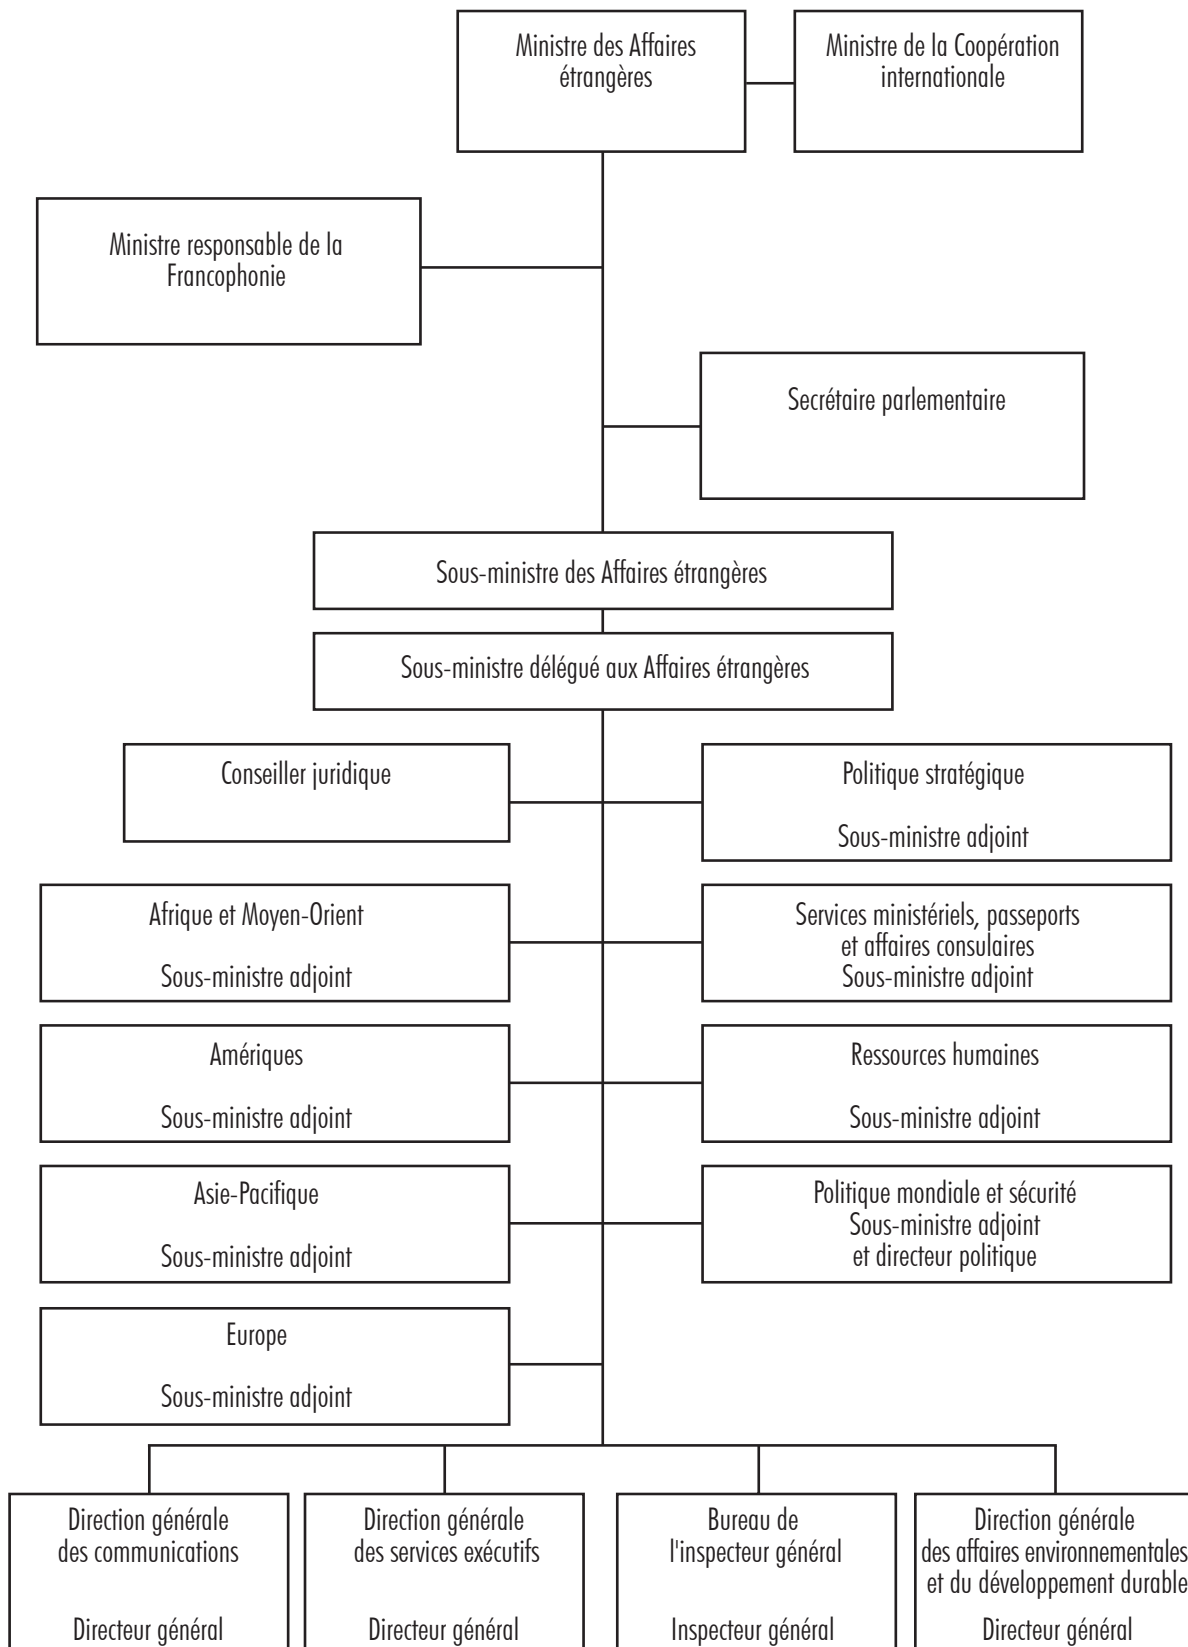 Ministre des Affaires
étrangères
Ministre de la Coopération
internationale
Ministre responsable de la
Francophonie
Secrétaire parlementaire
Sous-ministre des Affaires étrangères
Sous-ministre délégué aux Affaires étrangères
Conseiller juridique
Politique stratégique
Sous-ministre adjoint
Afrique et Moyen-Orient
Sous-ministre adjoint
Services ministériels, passeports
et affaires consulaires
Sous-ministre adjoint
Amériques
Sous-ministre adjoint
Ressources humaines
Sous-ministre adjoint
Asie-Pacifique
Sous-ministre adjoint
Politique mondiale et sécurité
Sous-ministre adjoint
et directeur politique
Europe
Sous-ministre adjoint
Direction générale
des communications
Directeur général
Direction générale
des services exécutifs
Directeur général
Bureau de
l'inspecteur général
Inspecteur général
Direction générale
des affaires environnementales
et du développement durable
Directeur général